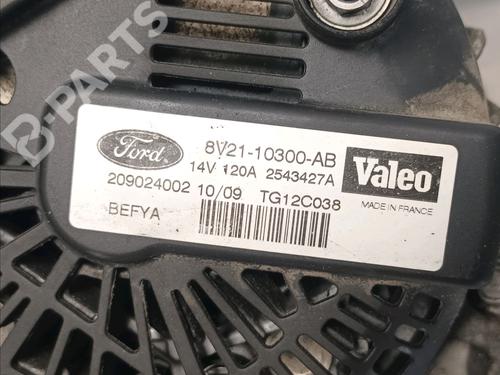 B-PARTS
Ford
8V21-10300-AB
14V 120A 2543427A
209024002 10/09 TG12C038
BEFYA
Valeo
MADE IN FRANCE